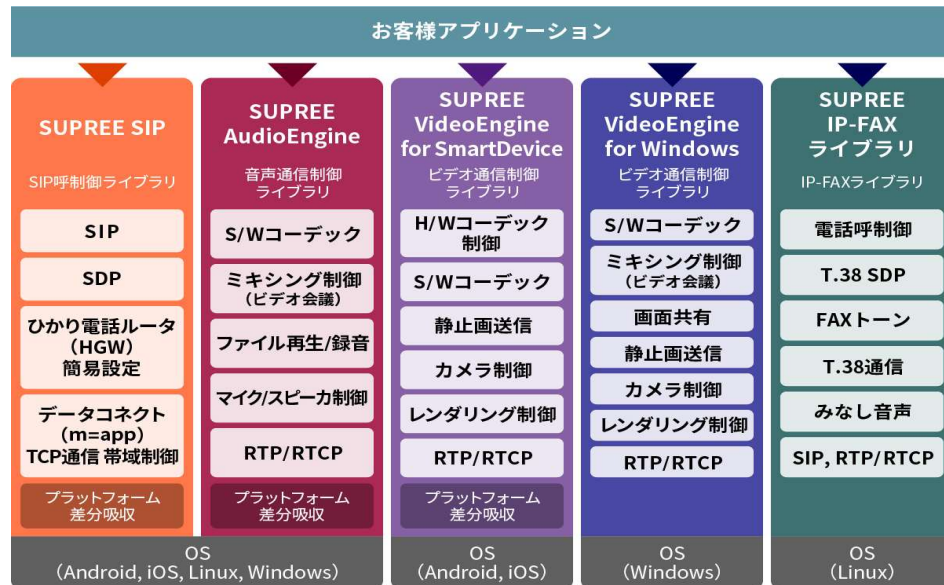 お客様アプリケーション
SUPREE SIP
SIP呼制御ライブラリ
SIP
SDP
ひかり電話ルータ
（HGW）
簡易設定
データコネクト
（m=app）
TCP通信 帯域制御
プラットフォーム
差分吸収
SUPREE
AudioEngine
音声通信制御
ライブラリ
S/Wコーデック
ミキシング制御
（ビデオ会議）
ファイル再生/録音
マイク/スピーカ制御
RTP/RTCP
プラットフォーム
差分吸収
OS
（Android, iOS, Linux, Windows）
SUPREE
VideoEngine
for SmartDevice
ビデオ通信制御
ライブラリ
H/Wコーデック
制御
S/Wコーデック
静止画送信
カメラ制御
レンダリング制御
RTP/RTCP
プラットフォーム
差分吸収
OS
（Android, iOS）
SUPREE
VideoEngine
for Windows
ビデオ通信制御
ライブラリ
S/Wコーデック
ミキシング制御
（ビデオ会議）
画面共有
静止画送信
カメラ制御
レンダリング制御
RTP/RTCP
OS
（Windows）
SUPREE
IP-FAX
ライブラリ
IP-FAXライブラリ
電話呼制御
T.38 SDP
FAXトーン
T.38通信
みなし音声
SIP, RTP/RTCP
OS
（Linux）